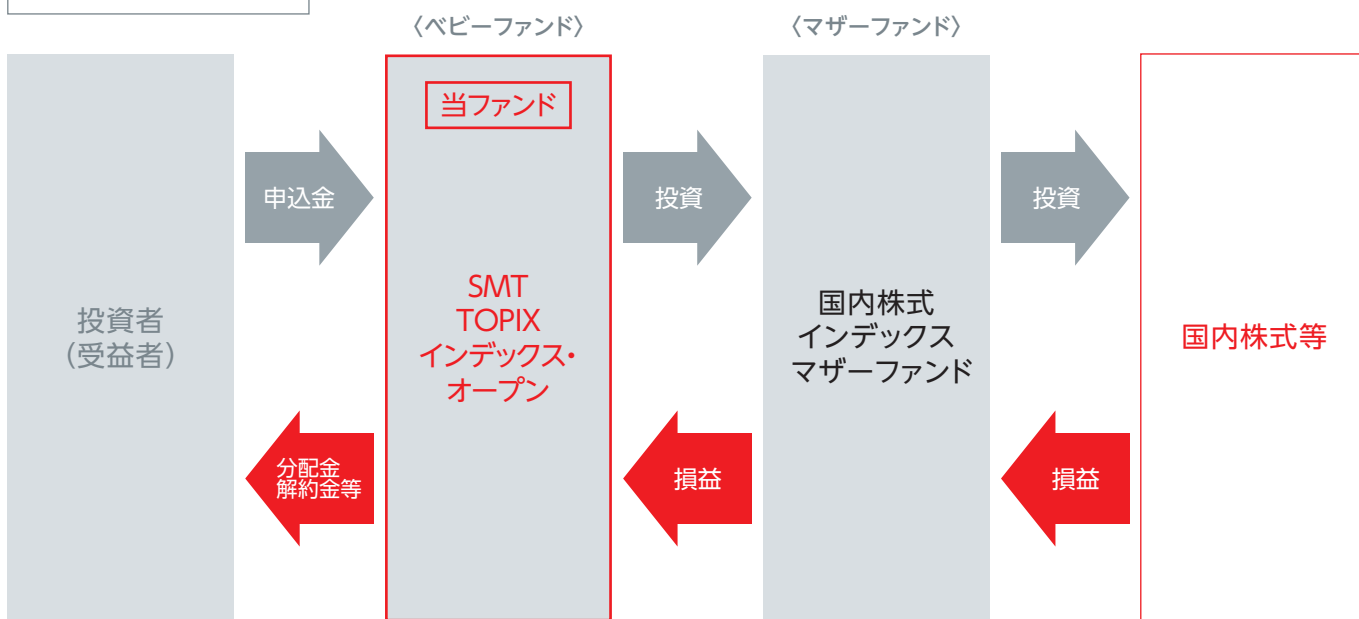 〈ベビーファンド〉
〈マザーファンド〉
当ファンド
申込金
投資
投資
投資者
(受益者)
SMT
TOPIX
インデックス・
オープン
国内株式
インデックス
マザーファンド
国内株式等
分配金
解約金等
損益
損益